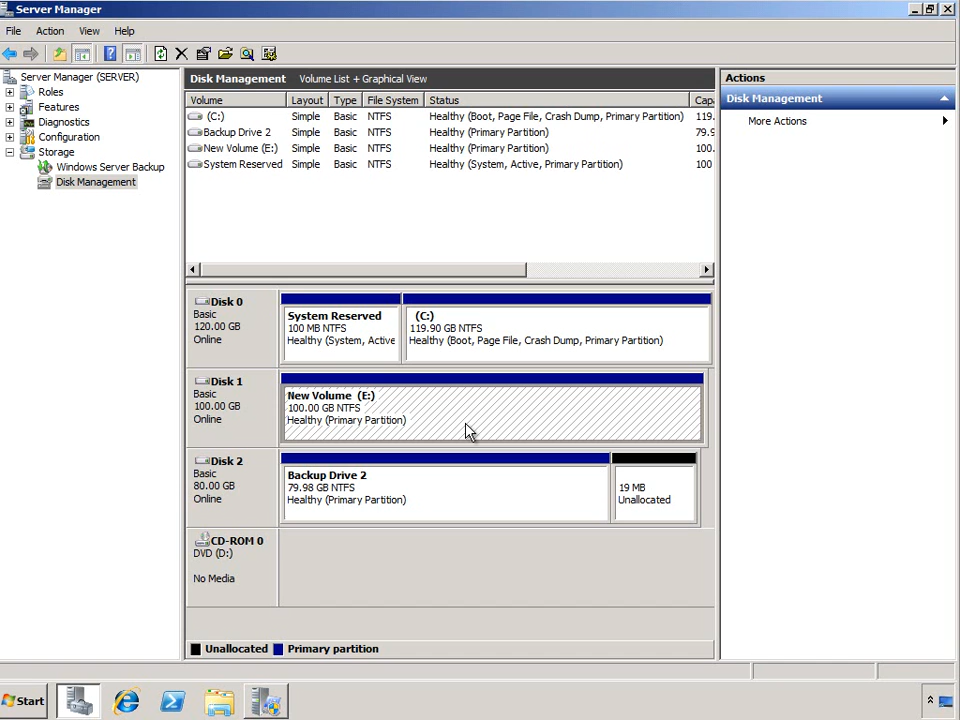 Server Manager
File Action View Help
Server Manager (SERVER)
Roles
Features
Diagnostics
Configuration
Storage
Windows Server Backup
Disk Management
Disk Management Volume List + Graphical View
Volume Layout Type File System Status
(C:) Simple Basic NTFS Healthy (Boot, Page File, Crash Dump, Primary Partition) 119.
Backup Drive 2 Simple Basic NTFS Healthy (Primary Partition) 79.9
New Volume (E:) Simple Basic NTFS Healthy (Primary Partition) 100.
System Reserved Simple Basic NTFS Healthy (System, Active, Primary Partition) 100
Disk 0
Basic
120.00 GB
Online
System Reserved
100 MB NTFS
Healthy (System, Active
(C:)
119.90 GB NTFS
Healthy (Boot, Page File, Crash Dump, Primary Partition)
Disk 1
Basic
100.00 GB
Online
New Volume (E:)
100.00 GB NTFS
Healthy (Primary Partition)
Disk 2
Basic
80.00 GB
Online
Backup Drive 2
79.98 GB NTFS
Healthy (Primary Partition)
19 MB
Unallocated
CD-ROM 0
DVD (D:)
No Media
Unallocated Primary partition
Actions
Disk Management
More Actions
Start